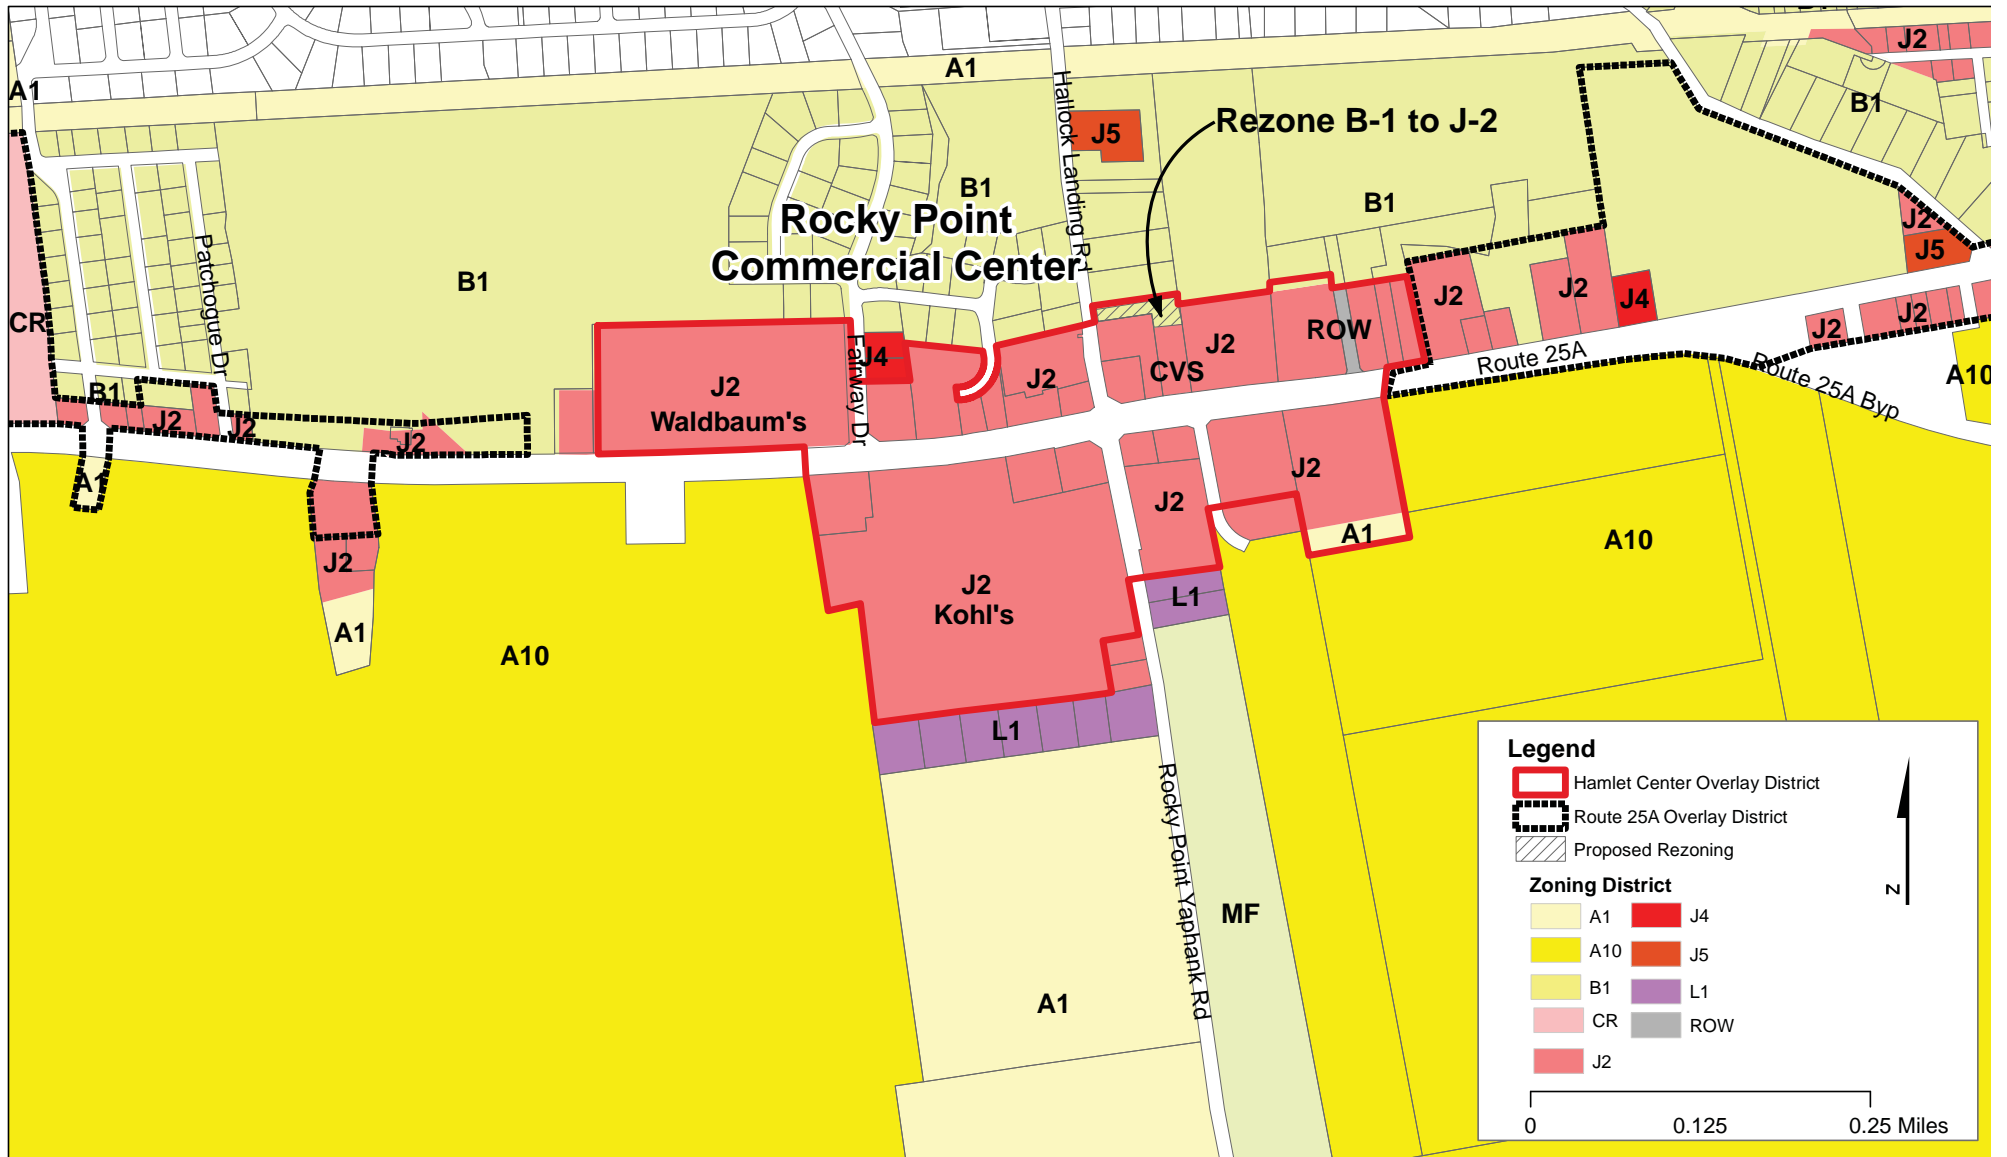 B1
J2
A1
A1
Hallock Landing Rd
J5
Rezone B-1 to J-2
B1
B1
B1
Rocky Point
Commercial Center
Patchogue Dr
B1
J2
J5
CR
J2
J2
J4
ROW
J2
J2
J2
Fairway Dr
J4
J2
CVS
J2
Route 25A
Route 25A Byp
A10
J2
Waldbaum's
B1
J2
J2
J2
A1
J2
J2
A1
A10
J2
J2
Kohl's
L1
A1
A10
L1
Rocky Point Yaphank Rd
MF
A1
Legend
Hamlet Center Overlay District
Route 25A Overlay District
Proposed Rezoning
Zoning District
A1
J4
A10
J5
B1
L1
CR
ROW
J2
Z
0 0.125 0.25 Miles